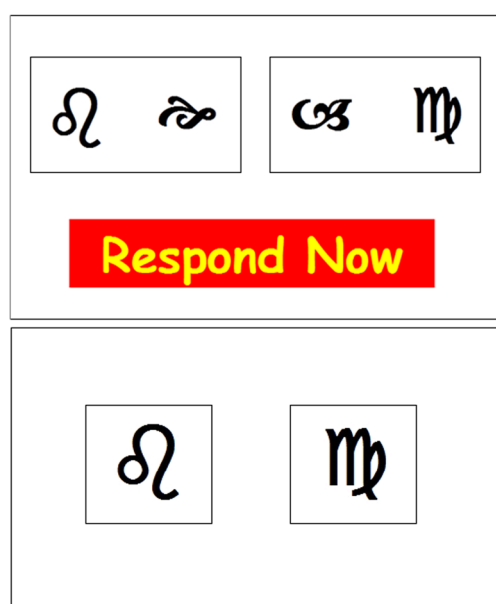 ♌ 🙢 🙠 ♍
Respond Now
♌ ♍